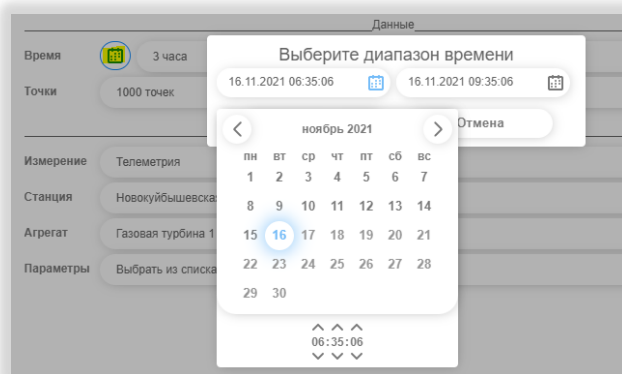 Данные
Время 3 часа
Выберите диапазон времени
16.11.2021 06:35:06 16.11.2021 09:35:06
Точки 1000 точек
Отмена
ноябрь 2021
пн вт ср чт пт сб вс
1 2 3 4 5 6 7
8 9 10 11 12 13 14
15 16 17 18 19 20 21
22 23 24 25 26 27 28
29 30
06:35:06
Измерение Телеметрия
Станция Новокуйбышевска
Агрегат Газовая турбина 1
Параметры Выбрать из списка